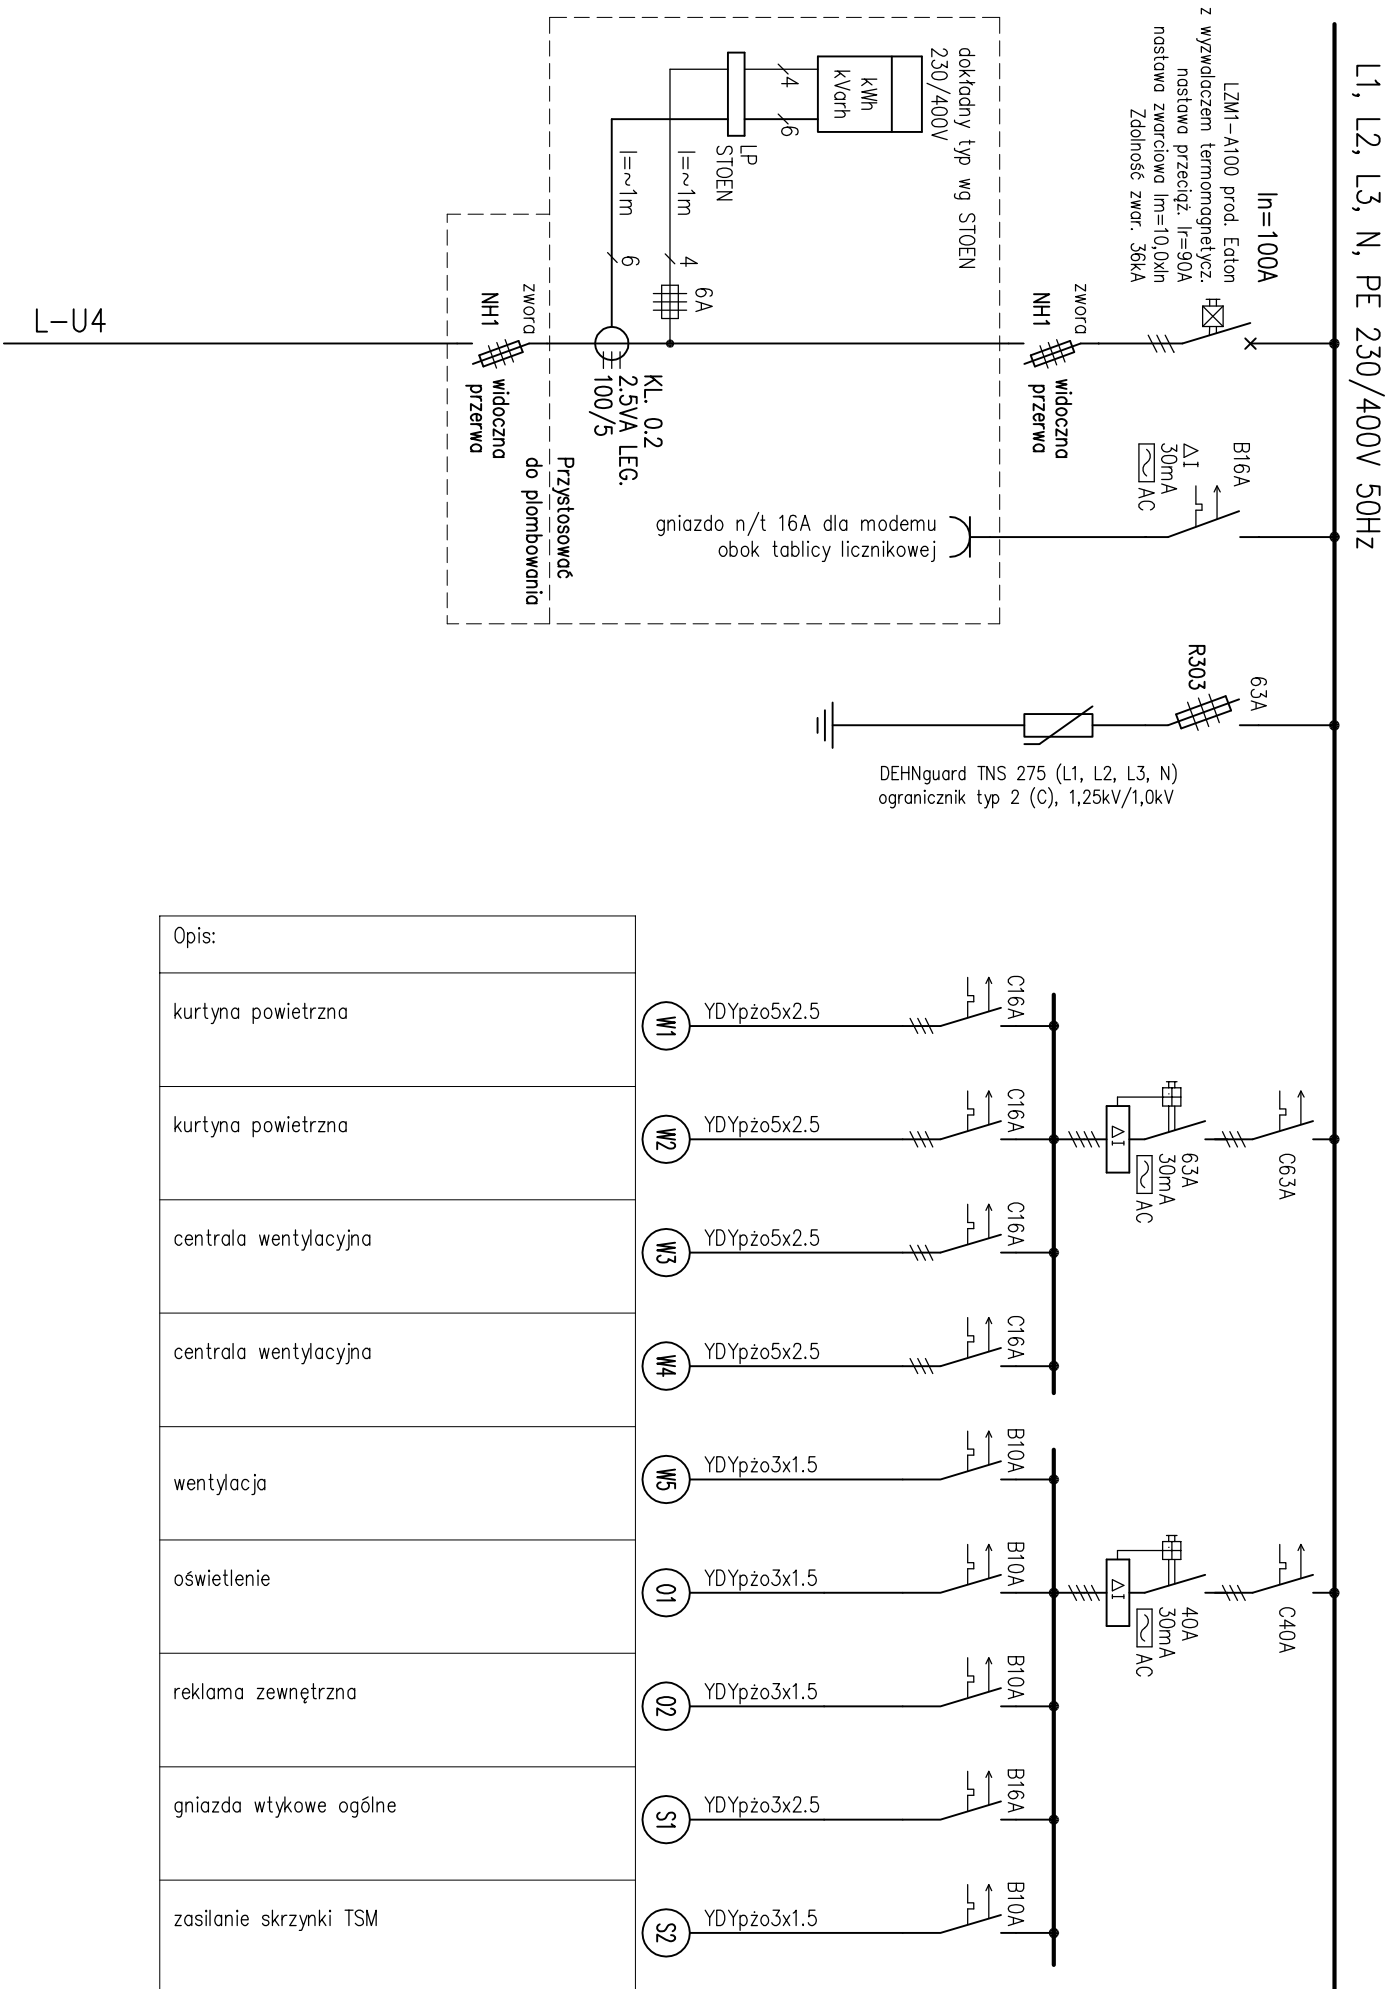 L1, L2, L3, N, PE 230/400V 50Hz
In=100A
LZM1-A100 prod. Eaton
z wyzwalaczem termomagnetycz.
nastawa przeciąż. Ir=90A
nastawa zwarciowa Im=10,0xIn
Zdolność zwar. 36kA
dokładny typ wg STOEN
230/400V
kWh
kVarh
4
6
LP
STOEN
l=~1m
l=~1m
4
6
6A
zwora
NH1
widoczna
przerwa
zwora
NH1
widoczna
przerwa
L-U4
KL. 0.2
2.5VA LEG.
100/5
Przystosować
do plombowania
B16A
ΔI
30mA
AC
gniazdo n/t 16A dla modemu
obok tablicy licznikowej
63A
R303
DEHNguard TNS 275 (L1, L2, L3, N)
ogranicznik typ 2 (C), 1,25kV/1,0kV
Opis:
kurtyna powietrzna
W1
YDYpżo5x2.5
C16A
kurtyna powietrzna
W2
YDYpżo5x2.5
C16A
ΔI
63A
30mA
AC
C63A
centrala wentylacyjna
W3
YDYpżo5x2.5
C16A
centrala wentylacyjna
W4
YDYpżo5x2.5
C16A
wentylacja
W5
YDYpżo3x1.5
B10A
oświetlenie
O1
YDYpżo3x1.5
B10A
ΔI
40A
30mA
AC
C40A
reklama zewnętrzna
O2
YDYpżo3x1.5
B10A
gniazda wtykowe ogólne
S1
YDYpżo3x2.5
B16A
zasilanie skrzynki TSM
S2
YDYpżo3x1.5
B10A